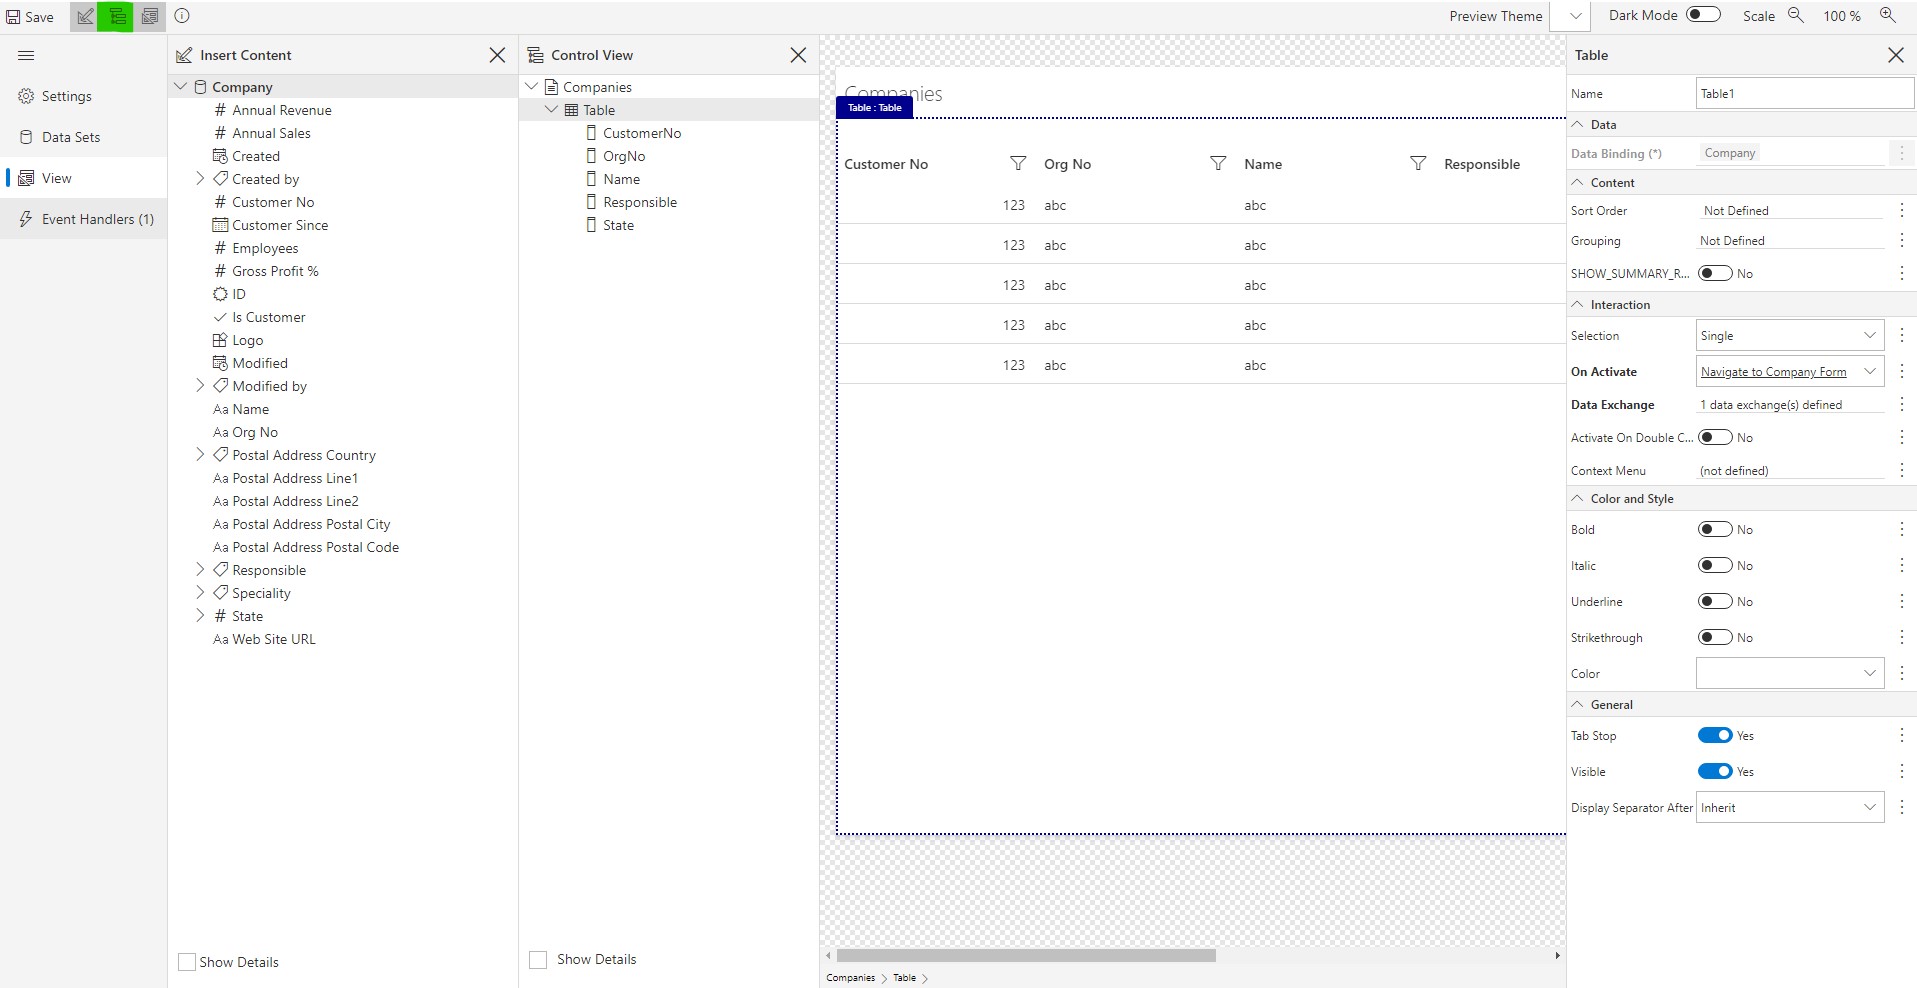 Save
Preview Theme
Dark Mode
Scale
100 %
Settings
Data Sets
View
Event Handlers (1)
Insert Content
Company
# Annual Revenue
# Annual Sales
Created
Created by
# Customer No
Customer Since
# Employees
# Gross Profit %
ID
Is Customer
Logo
Modified
Modified by
Aa Name
Aa Org No
Postal Address Country
Aa Postal Address Line1
Aa Postal Address Line2
Aa Postal Address Postal City
Aa Postal Address Postal Code
Responsible
Speciality
# State
Aa Web Site URL
Show Details
Control View
Companies
Table
CustomerNo
OrgNo
Name
Responsible
State
Show Details
Companies
Table : Table
Customer No Org No Name Responsible
123 abc abc
123 abc abc
123 abc abc
123 abc abc
123 abc abc
Companies > Table >
Table
Name Table1
Data
Data Binding (*) Company
Content
Sort Order Not Defined
Grouping Not Defined
SHOW_SUMMARY_R... No
Interaction
Selection Single
On Activate Navigate to Company Form
Data Exchange 1 data exchange(s) defined
Activate On Double C... No
Context Menu (not defined)
Color and Style
Bold No
Italic No
Underline No
Strikethrough No
Color
General
Tab Stop Yes
Visible Yes
Display Separator After Inherit